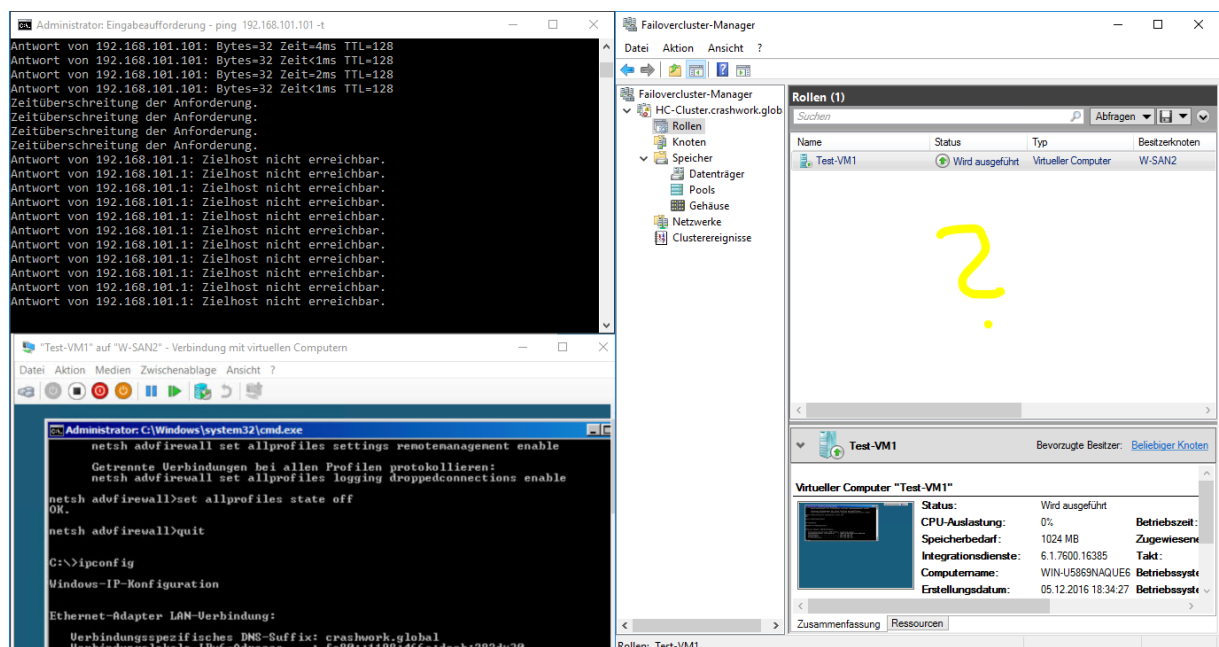 Administrator: Eingabeaufforderung - ping 192.168.101.101 -t
Antwort von 192.168.101.101: Bytes=32 Zeit=4ms TTL=128
Antwort von 192.168.101.101: Bytes=32 Zeit<1ms TTL=128
Antwort von 192.168.101.101: Bytes=32 Zeit=2ms TTL=128
Antwort von 192.168.101.101: Bytes=32 Zeit<1ms TTL=128
Zeitüberschreitung der Anforderung.
Zeitüberschreitung der Anforderung.
Zeitüberschreitung der Anforderung.
Zeitüberschreitung der Anforderung.
Antwort von 192.168.101.1: Zielhost nicht erreichbar.
Antwort von 192.168.101.1: Zielhost nicht erreichbar.
Antwort von 192.168.101.1: Zielhost nicht erreichbar.
Antwort von 192.168.101.1: Zielhost nicht erreichbar.
Antwort von 192.168.101.1: Zielhost nicht erreichbar.
Antwort von 192.168.101.1: Zielhost nicht erreichbar.
Antwort von 192.168.101.1: Zielhost nicht erreichbar.
Antwort von 192.168.101.1: Zielhost nicht erreichbar.
Antwort von 192.168.101.1: Zielhost nicht erreichbar.
Antwort von 192.168.101.1: Zielhost nicht erreichbar.
Antwort von 192.168.101.1: Zielhost nicht erreichbar.
"Test-VM1" auf "W-SAN2" - Verbindung mit virtuellen Computern
Datei Aktion Medien Zwischenablage Ansicht ?
Administrator: C:\Windows\system32\cmd.exe
netsh advfirewall set allprofiles settings remotemanagement enable
Getrennte Verbindungen bei allen Profilen protokollieren:
netsh advfirewall set allprofiles logging droppedconnections enable
netsh advfirewall>set allprofiles state off
OK.
netsh advfirewall>quit
C:\>ipconfig
Windows-IP-Konfiguration
Ethernet-Adapter LAN-Verbindung:
Verbindungsspezifisches DNS-Suffix: crashwork.global
Failovercluster-Manager
Datei Aktion Ansicht ?
Failovercluster-Manager
HC-Cluster.crashwork.glob
Rollen
Knoten
Speicher
Datenträger
Pools
Gehäuse
Netzwerke
Clusterereignisse
Rollen (1)
Suchen Abfragen
Name Status Typ Besitzerknoten
Test-VM1 Wird ausgeführt Virtueller Computer W-SAN2
?
Test-VM1 Bevorzugte Besitzer: Beliebiger Knoten
Virtueller Computer "Test-VM1"
Status: Wird ausgeführt
CPU-Auslastung: 0% Betriebszeit:
Speicherbedarf: 1024 MB Zugewiesene
Integrationsdienste: 6.1.7600.16385 Takt:
Computername: WIN-U5869NAQUE6 Betriebssyste
Erstellungsdatum: 05.12.2016 18:34:27 Betriebssyste
Zusammenfassung Ressourcen
Rollen: Test-VM1